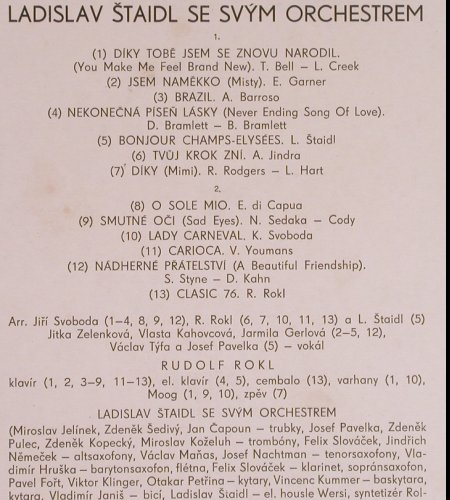 LADISLAV ŠTAIDL SE SVÝM ORCHESTREM
1.
(1) DÍKY TOBĚ JSEM SE ZNOVU NARODIL.
(You Make Me Feel Brand New). T. Bell – L. Creek
(2) JSEM NAMĚKKO (Misty). E. Garner
(3) BRAZIL. A. Barroso
(4) NEKONEČNÁ PÍSEŇ LÁSKY (Never Ending Song Of Love).
D. Bramlett – B. Bramlett
(5) BONJOUR CHAMPS-ELYSÉES. L. Štaidl
(6) TVŮJ KROK ZNÍ. A. Jindra
(7) DÍKY (Mimi). R. Rodgers – L. Hart
2.
(8) O SOLE MIO. E. di Capua
(9) SMUTNÉ OČI (Sad Eyes). N. Sedaka – Cody
(10) LADY CARNEVAL. K. Svoboda
(11) CARIOCA. V. Youmans
(12) NÁDHERNÉ PŘÁTELSTVÍ (A Beautiful Friendship).
S. Styne – D. Kahn
(13) CLASIC 76. R. Rokl
Arr. Jiří Svoboda (1–4, 8, 9, 12), R. Rokl (6, 7, 10, 11, 13) a L. Štaidl (5)
Jitka Zelenková, Vlasta Kahovcová, Jarmila Gerlová (2–5, 12),
Václav Týfa a Josef Pavelka (5) – vokál
RUDOLF ROKL
klavír (1, 2, 3–9, 11–13), el. klavír (4, 5), cembalo (13), varhany (1, 10),
Moog (1, 9, 10), zpěv (7)
LADISLAV ŠTAIDL SE SVÝM ORCHESTREM
(Miroslav Jelínek, Zdeněk Šedivý, Jan Čapoun – trubky, Josef Pavelka, Zdeněk
Pulec, Zdeněk Kopecký, Miroslav Koželuh – trombóny, Felix Slováček, Jindřich
Němeček – altsaxofony, Václav Maňas, Josef Nachtman – tenorsaxofony, Vla-
dimír Hruška – barytonsaxofon, flétna, Felix Slováček – klarinet, sopránsaxofon,
Pavel Fořt, Viktor Klinger, Otakar Petřina – kytary, Vincenc Kummer – baskytara,
kytara, Vladimír Janiš – bicí, Ladislav Štaidl – el. housle Wersi, syntetizér Rol-